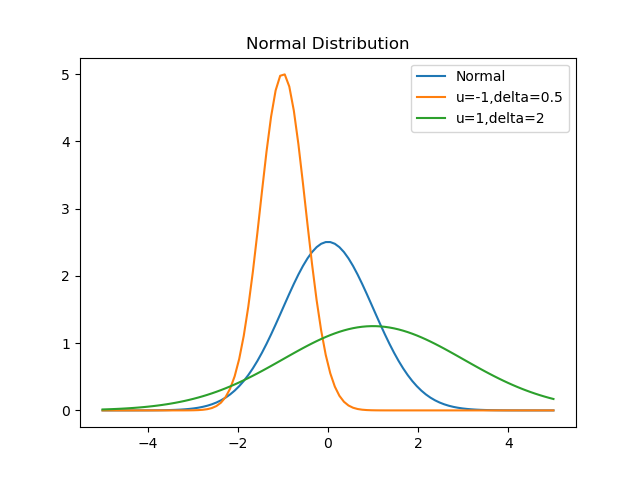 Normal Distribution
Normal
u=-1,delta=0.5
u=1,delta=2
5
4
3
2
1
0
−4
−2
0
2
4